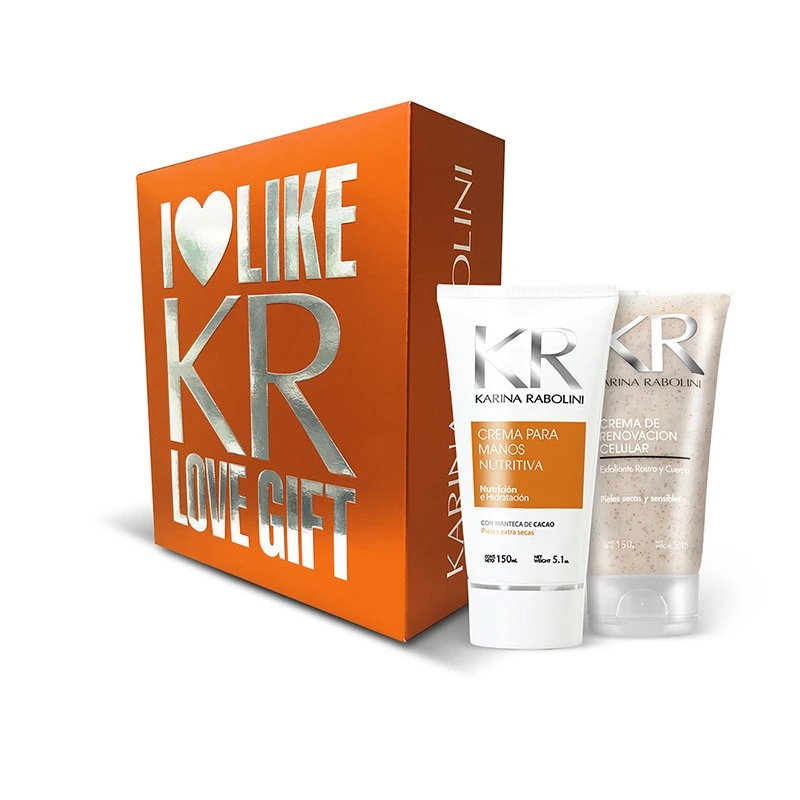 I ♥ LIKE
KR
LOVE GIFT
KARINA RABOLINI
KR
KARINA RABOLINI
CREMA PARA
MANOS
NUTRITIVA
Nutrición
e Hidratación
CON MANTECA DE CACAO
Pieles extra secas
CONT. NETO 150mL NET WEIGHT 5.1
KR
KARINA RABOLINI
CREMA DE
RENOVACION
CELULAR
Exfoliante Rostro y Cuerpo
Pieles secas y sensibles
150 5.1